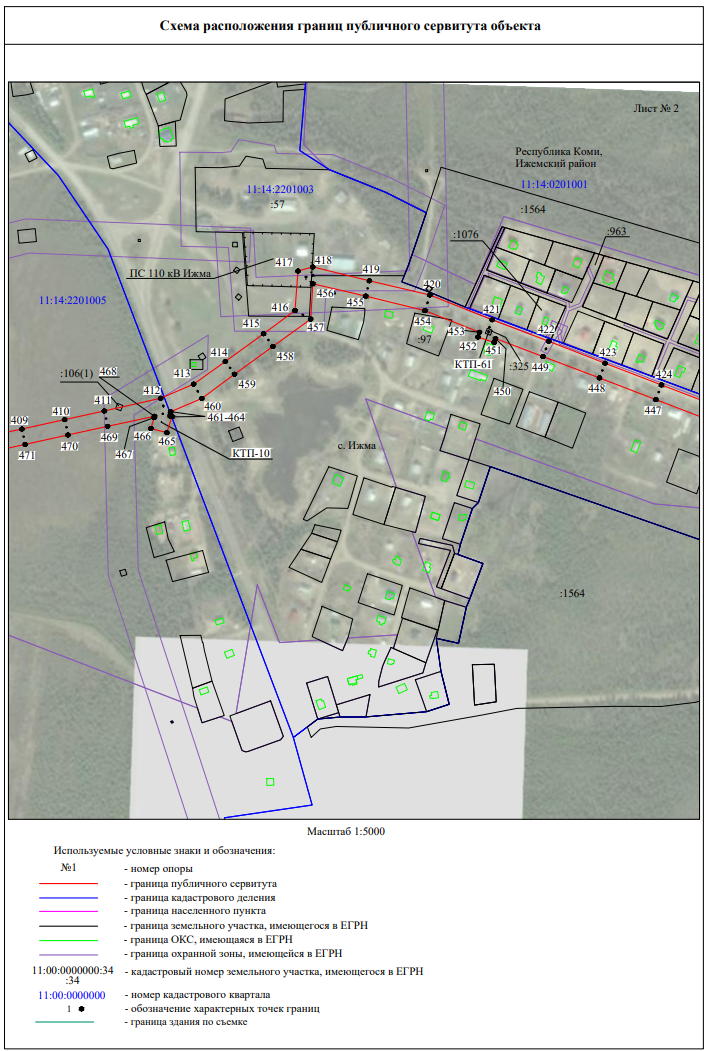 Схема расположения границ публичного сервитута объекта
Лист № 2
Республика Коми,
Ижемский район
11:14:0201001
11:14:2201003
:57
:1564
:1076
:963
ПС 110 кВ Ижма
417
418
419
420
456
455
454
421
422
423
424
416
457
453
452
451
:97
КТП-61
:325
450
449
448
447
11:14:2201005
415
458
414
459
413
460
:106(1)
468
412
461-464
411
410
409
471
470
469
467
466
465
КТП-10
с. Ижма
:1564
Масштаб 1:5000
Используемые условные знаки и обозначения:
№1 - номер опоры
- граница публичного сервитута
- граница кадастрового деления
- граница населенного пункта
- граница земельного участка, имеющегося в ЕГРН
- граница ОКС, имеющаяся в ЕГРН
- граница охранной зоны, имеющейся в ЕГРН
11:00:0000000:34 - кадастровый номер земельного участка, имеющегося в ЕГРН
:34
11:00:0000000 - номер кадастрового квартала
1 - обозначение характерных точек границ
- граница здания по съемке